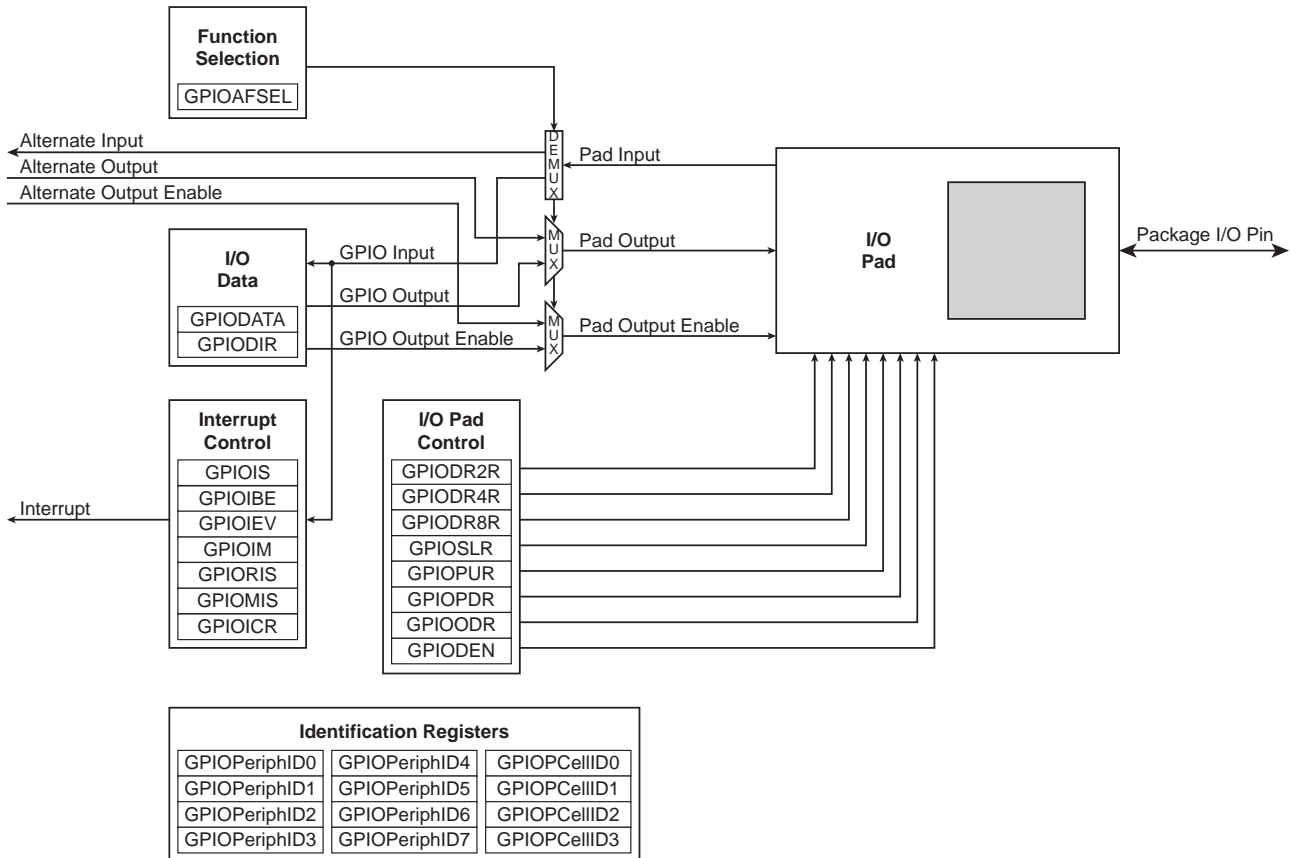 Function
Selection
GPIOAFSEL
Alternate Input
Alternate Output
Alternate Output Enable
DEMUX
Pad Input
MUX
Pad Output
MUX
Pad Output Enable
I/O
Pad
Package I/O Pin
I/O
Data
GPIODATA
GPIODIR
GPIO Input
GPIO Output
GPIO Output Enable
Interrupt
Control
GPIOIS
GPIOIBE
GPIOIEV
GPIOIM
GPIORIS
GPIOMIS
GPIOICR
Interrupt
I/O Pad
Control
GPIODR2R
GPIODR4R
GPIODR8R
GPIOSLR
GPIOPUR
GPIOPDR
GPIOODR
GPIODEN
Identification Registers
GPIOPeriphID0 GPIOPeriphID4 GPIOPCellID0
GPIOPeriphID1 GPIOPeriphID5 GPIOPCellID1
GPIOPeriphID2 GPIOPeriphID6 GPIOPCellID2
GPIOPeriphID3 GPIOPeriphID7 GPIOPCellID3